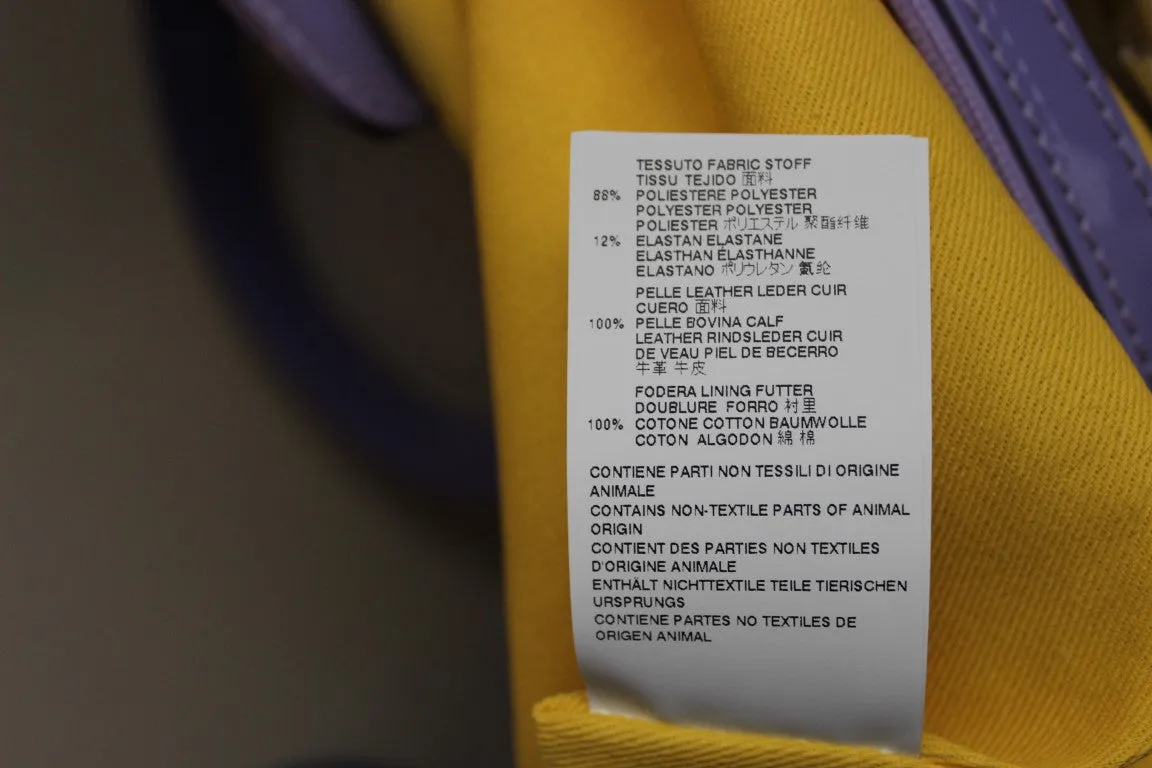 TESSUTO FABRIC STOFF
TISSU TEJIDO 面料
88% POLIESTERE POLYESTER
POLYESTER POLYESTER
POLIESTER ポリエステル 聚酯纤维
12% ELASTAN ELASTANE
ELASTHAN ÉLASTHANNE
ELASTANO ポリウレタン 氨纶
PELLE LEATHER LEDER CUIR
CUERO 面料
100% PELLE BOVINA CALF
LEATHER RINDSLEDER CUIR
DE VEAU PIEL DE BECERRO
牛革 牛皮
FODERA LINING FUTTER
DOUBLURE FORRO 衬里
100% COTONE COTTON BAUMWOLLE
COTON ALGODON 綿 棉
CONTIENE PARTI NON TESSILI DI ORIGINE
ANIMALE
CONTAINS NON-TEXTILE PARTS OF ANIMAL
ORIGIN
CONTIENT DES PARTIES NON TEXTILES
D'ORIGINE ANIMALE
ENTHÄLT NICHTTEXTILE TEILE TIERISCHEN
URSPRUNGS
CONTIENE PARTES NO TEXTILES DE
ORIGEN ANIMAL